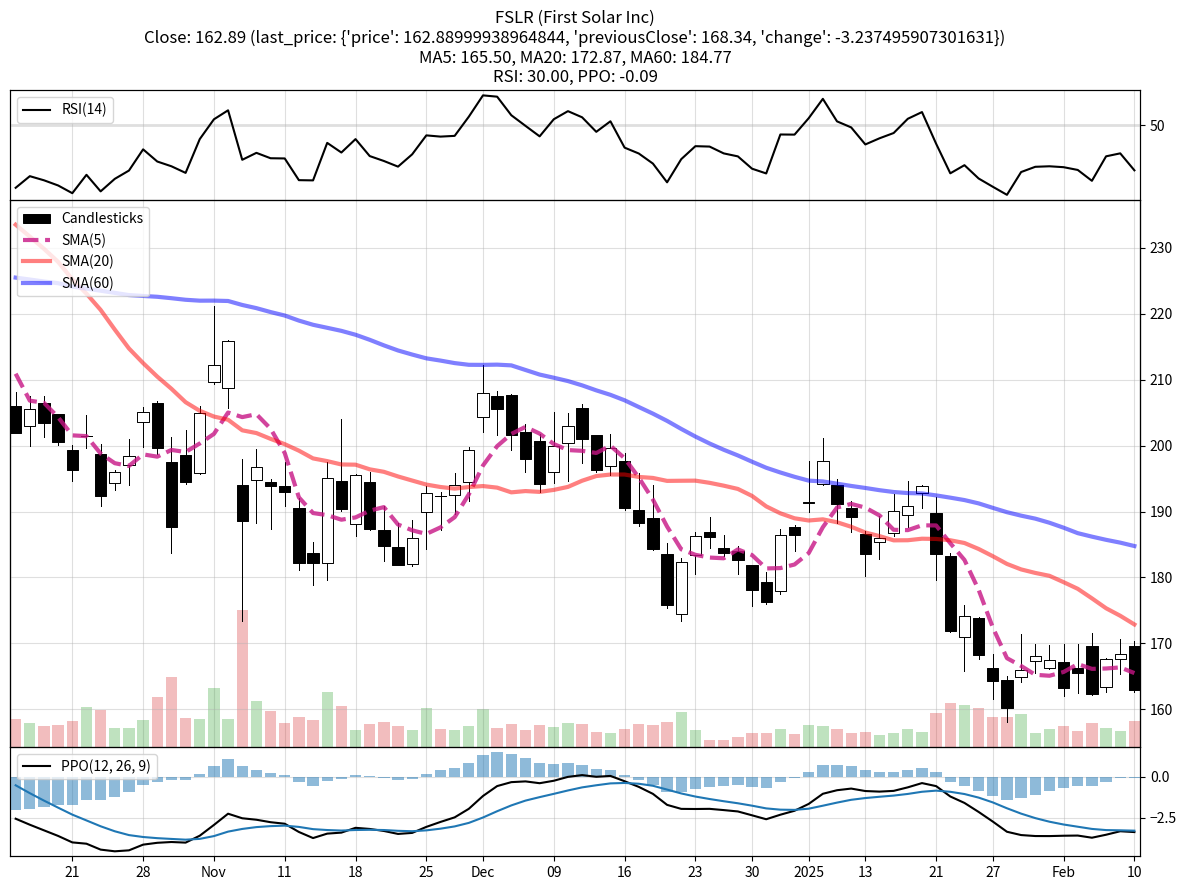 FSLR (First Solar Inc)
Close: 162.89 (last_price: {'price': 162.88999938964844, 'previousClose': 168.34, 'change': -3.237495907301631})
MA5: 165.50, MA20: 172.87, MA60: 184.77
RSI: 30.00, PPO: -0.09
RSI(14)
50
Candlesticks
SMA(5)
SMA(20)
SMA(60)
230
220
210
200
190
180
170
160
PPO(12, 26, 9)
0.0
−2.5
21 28 Nov 11 18 25 Dec 09 16 23 30 2025 13 21 27 Feb 10